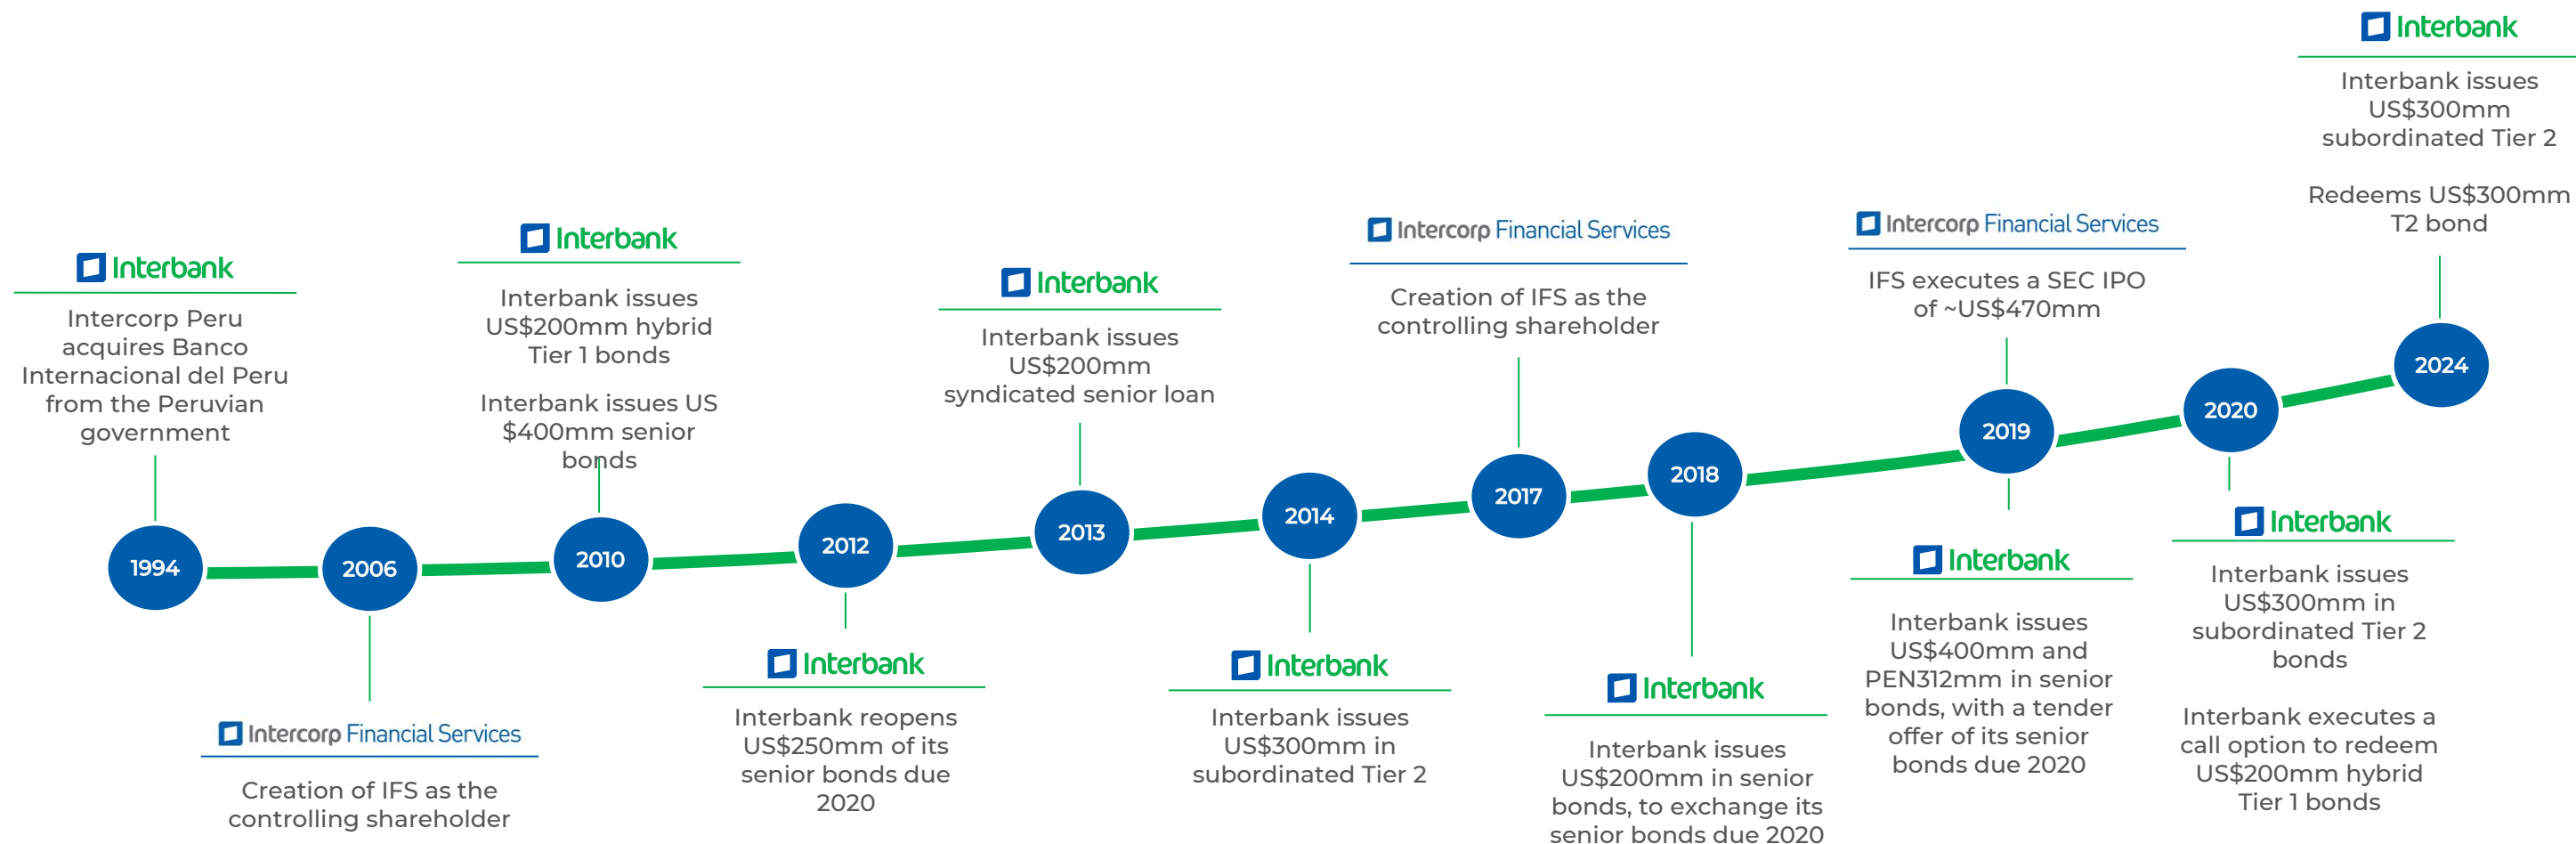 Interbank
Intercorp Peru
acquires Banco
Internacional del Peru
from the Peruvian
government
1994
2006
Intercorp Financial Services
Creation of IFS as the
controlling shareholder
Interbank
Interbank issues
US$200mm hybrid
Tier 1 bonds
Interbank issues US
$400mm senior
bonds
2010
2012
Interbank
Interbank reopens
US$250mm of its
senior bonds due
2020
Interbank
Interbank issues
US$200mm
syndicated senior loan
2013
2014
Interbank
Interbank issues
US$300mm in
subordinated Tier 2
Intercorp Financial Services
Creation of IFS as the
controlling shareholder
2017
2018
Interbank
Interbank issues
US$200mm in senior
bonds, to exchange its
senior bonds due 2020
Intercorp Financial Services
IFS executes a SEC IPO
of ~US$470mm
2019
Interbank
Interbank issues
US$400mm and
PEN312mm in senior
bonds, with a tender
offer of its senior
bonds due 2020
2020
Interbank
Interbank issues
US$300mm in
subordinated Tier 2
bonds
Interbank executes a
call option to redeem
US$200mm hybrid
Tier 1 bonds
Interbank
Interbank issues
US$300mm
subordinated Tier 2
Redeems US$300mm
T2 bond
2024